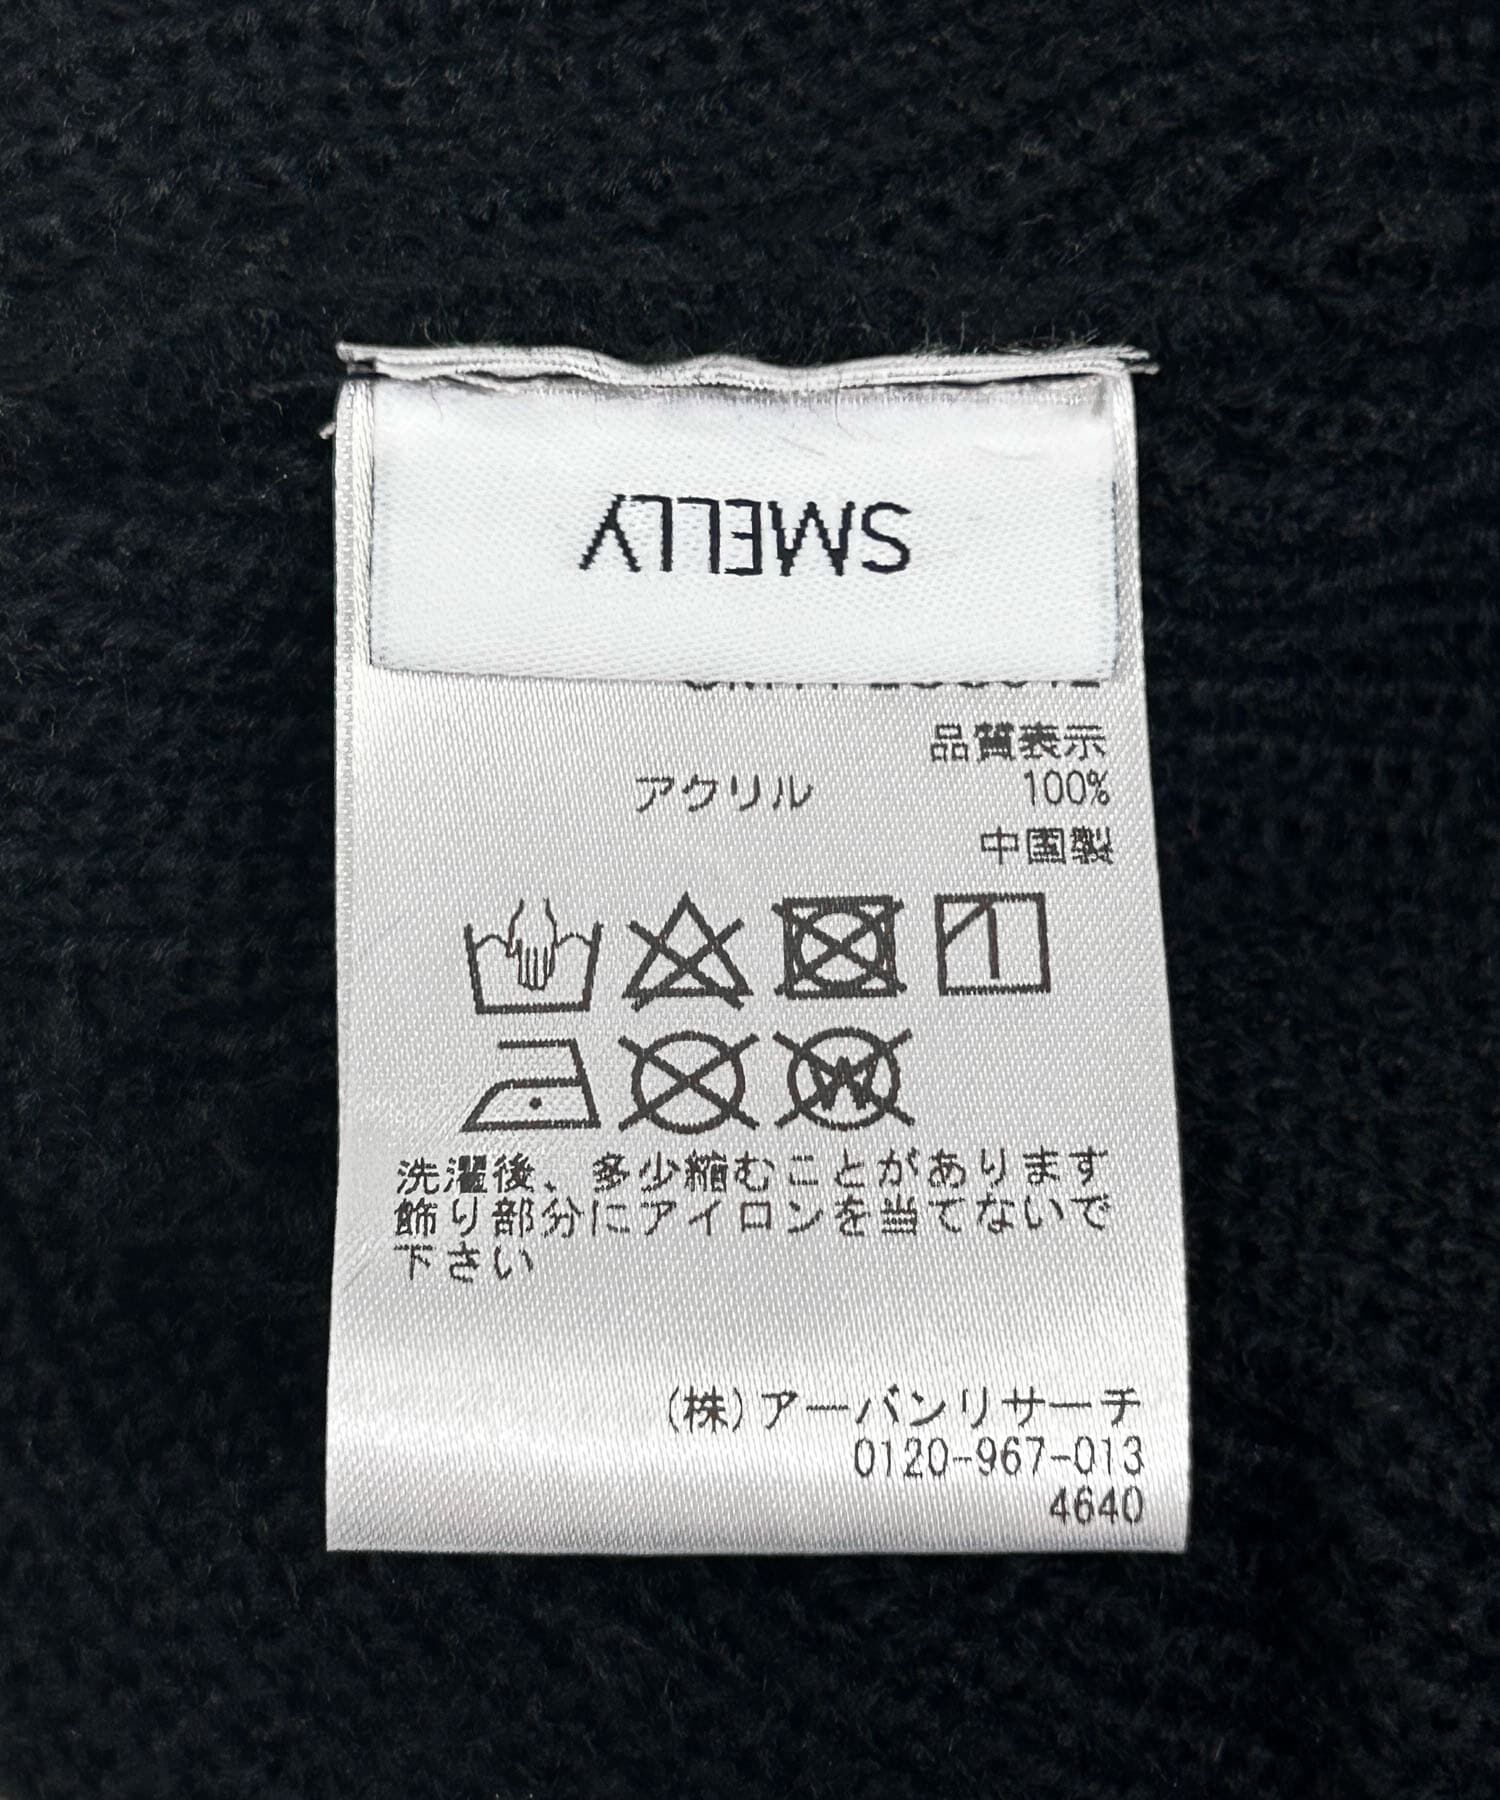 SMELLY
品質表示
アクリル 100%
中国製
W
洗濯後、多少縮むことがあります
飾り部分にアイロンを当てないで
下さい
(株)アーバンリサーチ
0120-967-013
4640